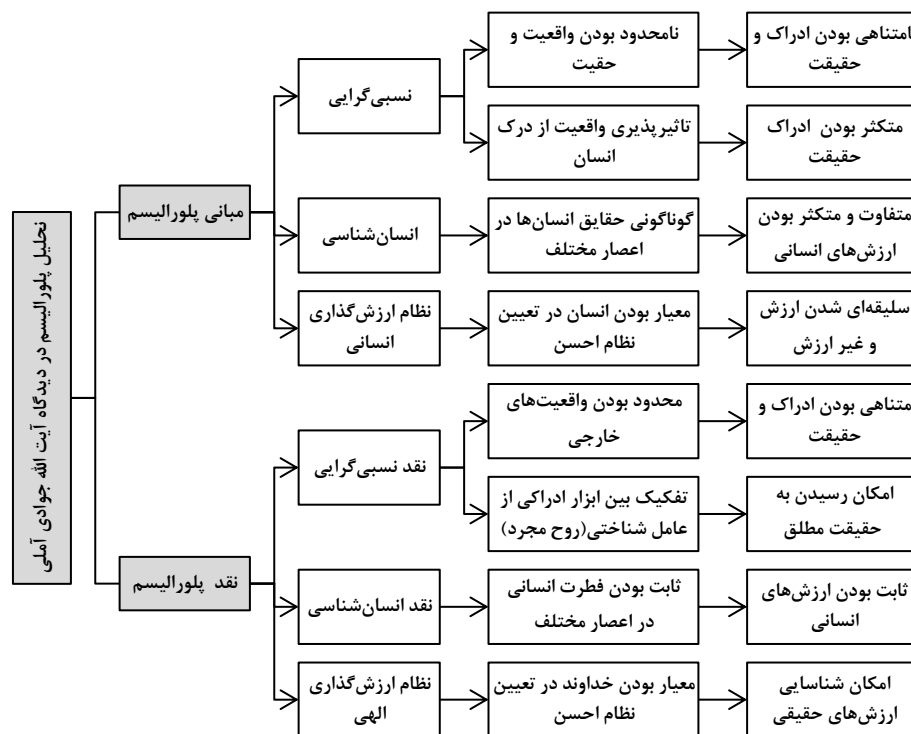 تحلیل پلورالیسم در دیدگاه آیت الله جوادی آملی
مبانی پلورالیسم
نسبی‌گرایی
نامحدود بودن واقعیت و
حقیت
نامتناهی بودن ادراک و
حقیقت
تاثیرپذیری واقعیت از درک
انسان
متکثر بودن ادراک
حقیقت
انسان‌شناسی
گوناگونی حقایق انسان‌ها در
اعصار مختلف
متفاوت و متکثر بودن
ارزش‌های انسانی
نظام ارزش‌گذاری
انسانی
معیار بودن انسان در تعیین
نظام احسن
سلیقه‌ای شدن ارزش
و غیر ارزش
نقد پلورالیسم
نقد نسبی‌گرایی
محدود بودن واقعیت‌های
خارجی
متناهی بودن ادراک و
حقیقت
تفکیک بین ابزار ادراکی از
عامل شناختی(روح مجرد)
امکان رسیدن به
حقیقت مطلق
نقد انسان‌شناسی
ثابت بودن فطرت انسانی
در اعصار مختلف
ثابت بودن ارزش‌های
انسانی
نظام ارزش‌گذاری
الهی
معیار بودن خداوند در تعیین
نظام احسن
امکان شناسایی
ارزش‌های حقیقی